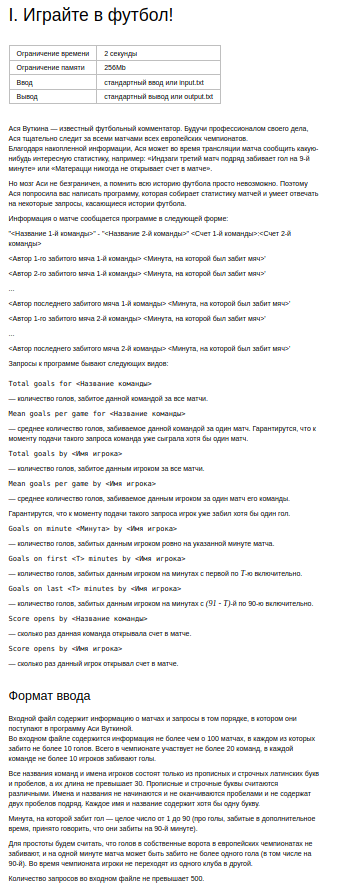 I. Играйте в футбол!
Ограничение времени 2 секунды
Ограничение памяти 256Mb
Ввод стандартный ввод или input.txt
Вывод стандартный вывод или output.txt
Ася Вуткина — известный футбольный комментатор. Будучи профессионалом своего дела,
Ася тщательно следит за всеми матчами всех европейских чемпионатов.
Благодаря накопленной информации, Ася может во время трансляции матча сообщить какую-
нибудь интересную статистику, например: «Индзаги третий матч подряд забивает гол на 9-й
минуте» или «Матерацци никогда не открывает счет в матче».
Но мозг Аси не безграничен, а помнить всю историю футбола просто невозможно. Поэтому
Ася попросила вас написать программу, которая собирает статистику матчей и умеет отвечать
на некоторые запросы, касающиеся истории футбола.
Информация о матче сообщается программе в следующей форме:
"<Название 1-й команды>" - "<Название 2-й команды>" <Счет 1-й команды>:<Счет 2-й
команды>
<Автор 1-го забитого мяча 1-й команды> <Минута, на которой был забит мяч>'
<Автор 2-го забитого мяча 1-й команды> <Минута, на которой был забит мяч>'
...
<Автор последнего забитого мяча 1-й команды> <Минута, на которой был забит мяч>'
<Автор 1-го забитого мяча 2-й команды> <Минута, на которой был забит мяч>'
...
<Автор последнего забитого мяча 2-й команды> <Минута, на которой был забит мяч>'
Запросы к программе бывают следующих видов:
Total goals for <Название команды>
— количество голов, забитое данной командой за все матчи.
Mean goals per game for <Название команды>
— среднее количество голов, забиваемое данной командой за один матч. Гарантируется, что к
моменту подачи такого запроса команда уже сыграла хотя бы один матч.
Total goals by <Имя игрока>
— количество голов, забитое данным игроком за все матчи.
Mean goals per game by <Имя игрока>
— среднее количество голов, забиваемое данным игроком за один матч его команды.
Гарантируется, что к моменту подачи такого запроса игрок уже забил хотя бы один гол.
Goals on minute <Минута> by <Имя игрока>
— количество голов, забитых данным игроком ровно на указанной минуте матча.
Goals on first <T> minutes by <Имя игрока>
— количество голов, забитых данным игроком на минутах с первой по T-ю включительно.
Goals on last <T> minutes by <Имя игрока>
— количество голов, забитых данным игроком на минутах с (91 - T)-й по 90-ю включительно.
Score opens by <Название команды>
— сколько раз данная команда открывала счет в матче.
Score opens by <Имя игрока>
— сколько раз данный игрок открывал счет в матче.
Формат ввода
Входной файл содержит информацию о матчах и запросы в том порядке, в котором они
поступают в программу Аси Вуткиной.
Во входном файле содержится информация не более чем о 100 матчах, в каждом из которых
забито не более 10 голов. Всего в чемпионате участвует не более 20 команд, в каждой
команде не более 10 игроков забивают голы.
Все названия команд и имена игроков состоят только из прописных и строчных латинских букв
и пробелов, а их длина не превышает 30. Прописные и строчные буквы считаются
различными. Имена и названия не начинаются и не оканчиваются пробелами и не содержат
двух пробелов подряд. Каждое имя и название содержит хотя бы одну букву.
Минута, на которой забит гол — целое число от 1 до 90 (про голы, забитые в дополнительное
время, принято говорить, что они забиты на 90-й минуте).
Для простоты будем считать, что голов в собственные ворота в европейских чемпионатах не
забивают, и на одной минуте матча может быть забито не более одного гола (в том числе на
90-й). Во время чемпионата игроки не переходят из одного клуба в другой.
Количество запросов во входном файле не превышает 500.